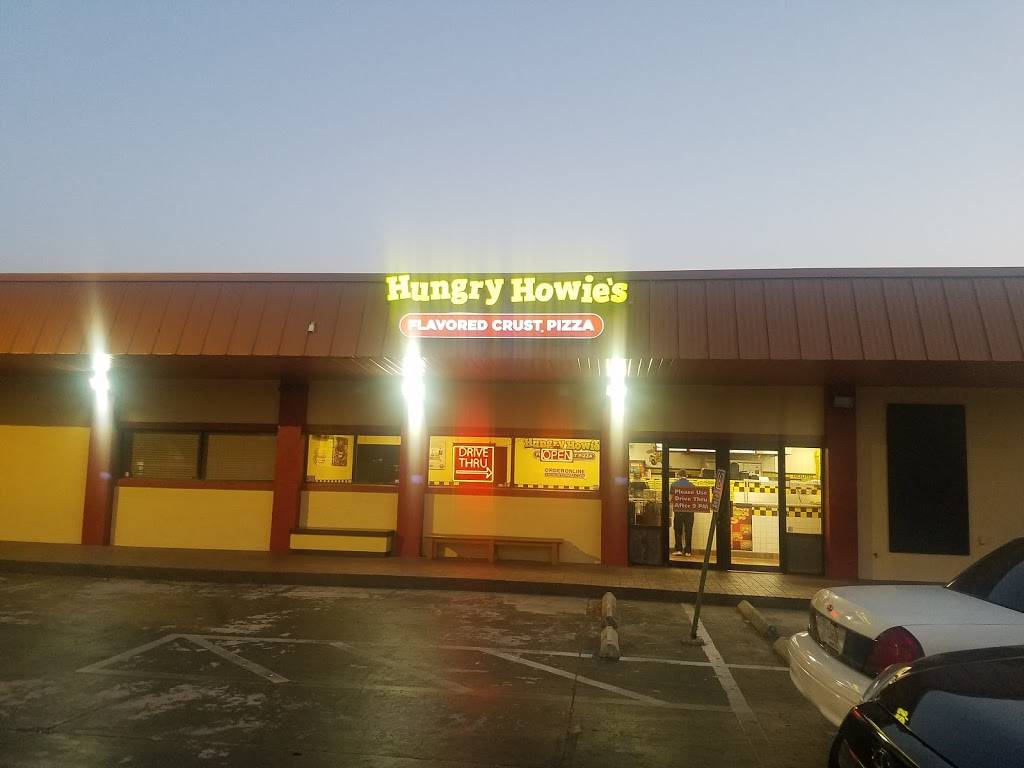 Hungry Howie's
FLAVORED CRUST PIZZA
DRIVE
THRU
Hungry Howie's
OPEN
PIZZA
ORDER ONLINE
Please Use
Drive Thru
After 9 PM